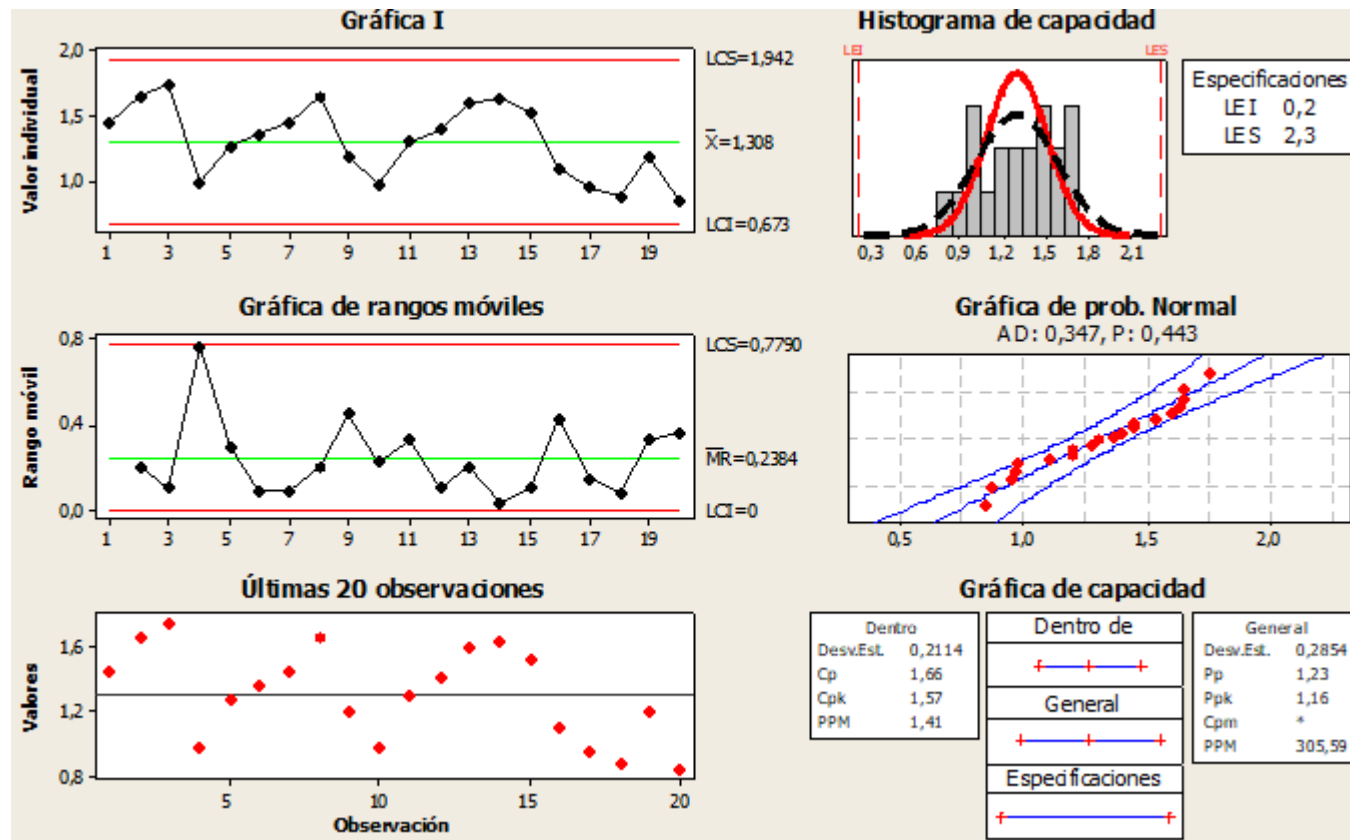 Gráfica I
Valor individual
2,0
1,5
1,0
LCS=1,942
X=1,308
LCI=0,673
1 3 5 7 9 11 13 15 17 19
Histograma de capacidad
LEI LES
0,3 0,6 0,9 1,2 1,5 1,8 2,1
Especificaciones
LEI 0,2
LES 2,3
Gráfica de rangos móviles
Rango móvil
0,8
0,4
0,0
LCS=0,7790
MR=0,2384
LCI=0
1 3 5 7 9 11 13 15 17 19
Gráfica de prob. Normal
AD: 0,347, P: 0,443
0,5 1,0 1,5 2,0
Últimas 20 observaciones
Valores
1,6
1,2
0,8
5 10 15 20
Observación
Gráfica de capacidad
Dentro
Desv.Est. 0,2114
Cp 1,66
Cpk 1,57
PPM 1,41
Dentro de
General
Especificaciones
General
Desv.Est. 0,2854
Pp 1,23
Ppk 1,16
Cpm *
PPM 305,59